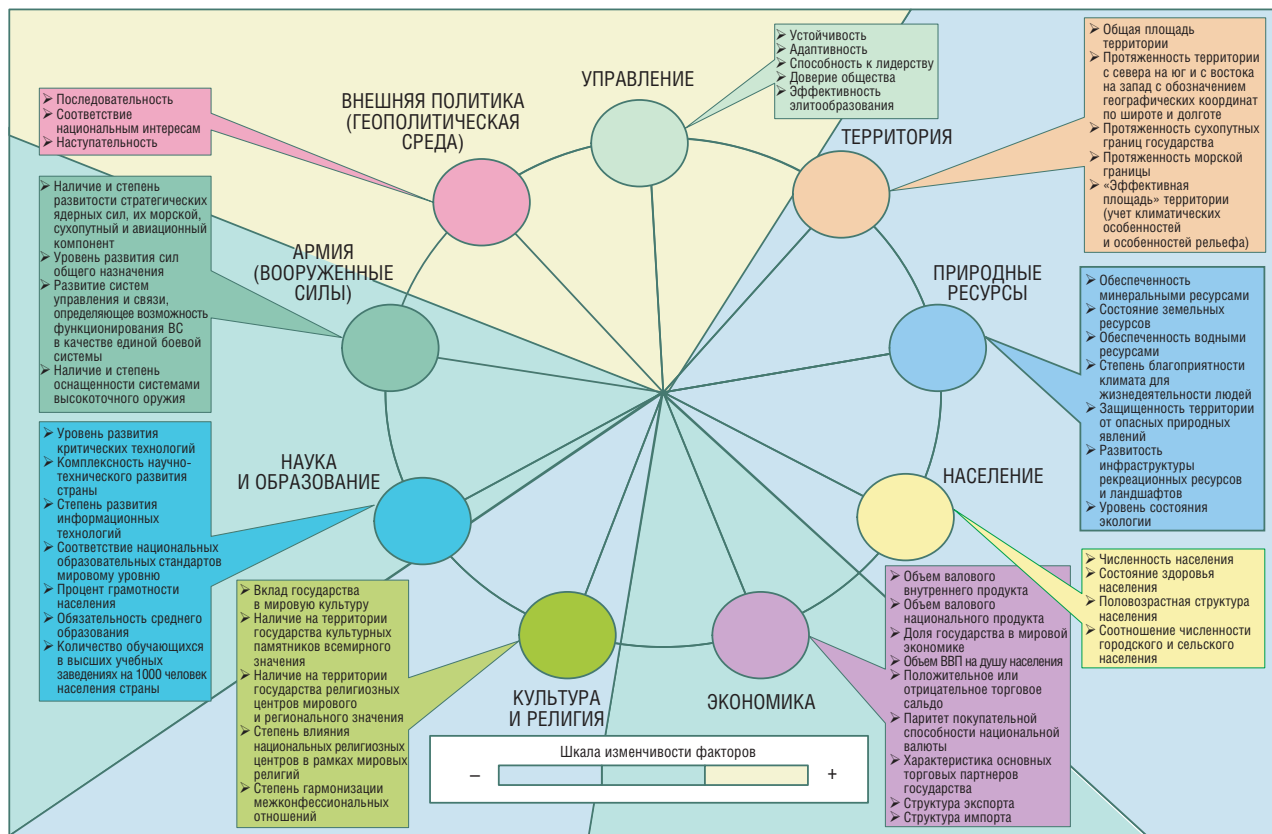 УПРАВЛЕНИЕ
➢ Устойчивость
➢ Адаптивность
➢ Способность к лидерству
➢ Доверие общества
➢ Эффективность
элитообразования
ТЕРРИТОРИЯ
➢ Общая площадь
территории
➢ Протяженность территории
с севера на юг и с востока
на запад с обозначением
географических координат
по широте и долготе
➢ Протяженность сухопутных
границ государства
➢ Протяженность морской
границы
➢ «Эффективная
площадь» территории
(учет климатических
особенностей
и особенностей рельефа)
ПРИРОДНЫЕ
РЕСУРСЫ
➢ Обеспеченность
минеральными ресурсами
➢ Состояние земельных
ресурсов
➢ Обеспеченность водными
ресурсами
➢ Степень благоприятности
климата для
жизнедеятельности людей
➢ Защищенность территории
от опасных природных
явлений
➢ Развитость
инфраструктуры
рекреационных ресурсов
и ландшафтов
➢ Уровень состояния
экологии
НАСЕЛЕНИЕ
➢ Численность населения
➢ Состояние здоровья
населения
➢ Половозрастная структура
населения
➢ Соотношение численности
городского и сельского
населения
ЭКОНОМИКА
➢ Объем валового
внутреннего продукта
➢ Объем валового
национального продукта
➢ Доля государства в мировой
экономике
➢ Объем ВВП на душу населения
➢ Положительное или
отрицательное торговое
сальдо
➢ Паритет покупательной
способности национальной
валюты
➢ Характеристика основных
торговых партнеров
государства
➢ Структура экспорта
➢ Структура импорта
КУЛЬТУРА
И РЕЛИГИЯ
➢ Вклад государства
в мировую культуру
➢ Наличие на территории
государства культурных
памятников всемирного
значения
➢ Наличие на территории
государства религиозных
центров мирового
и регионального значения
➢ Степень влияния
национальных религиозных
центров в рамках мировых
религий
➢ Степень гармонизации
межконфессиональных
отношений
НАУКА
И ОБРАЗОВАНИЕ
➢ Уровень развития
критических технологий
➢ Комплексность научно-
технического развития
страны
➢ Степень развития
информационных
технологий
➢ Соответствие национальных
образовательных стандартов
мировому уровню
➢ Процент грамотности
населения
➢ Обязательность среднего
образования
➢ Количество обучающихся
в высших учебных
заведениях на 1000 человек
населения страны
АРМИЯ
(ВООРУЖЕННЫЕ
СИЛЫ)
➢ Наличие и степень
развитости стратегических
ядерных сил, их морской,
сухопутный и авиационный
компонент
➢ Уровень развития сил
общего назначения
➢ Развитие систем
управления и связи,
определяющее возможность
функционирования ВС
в качестве единой боевой
системы
➢ Наличие и степень
оснащенности системами
высокоточного оружия
ВНЕШНЯЯ ПОЛИТИКА
(ГЕОПОЛИТИЧЕСКАЯ
СРЕДА)
➢ Последовательность
➢ Соответствие
национальным интересам
➢ Наступательность
Шкала изменчивости факторов
– +